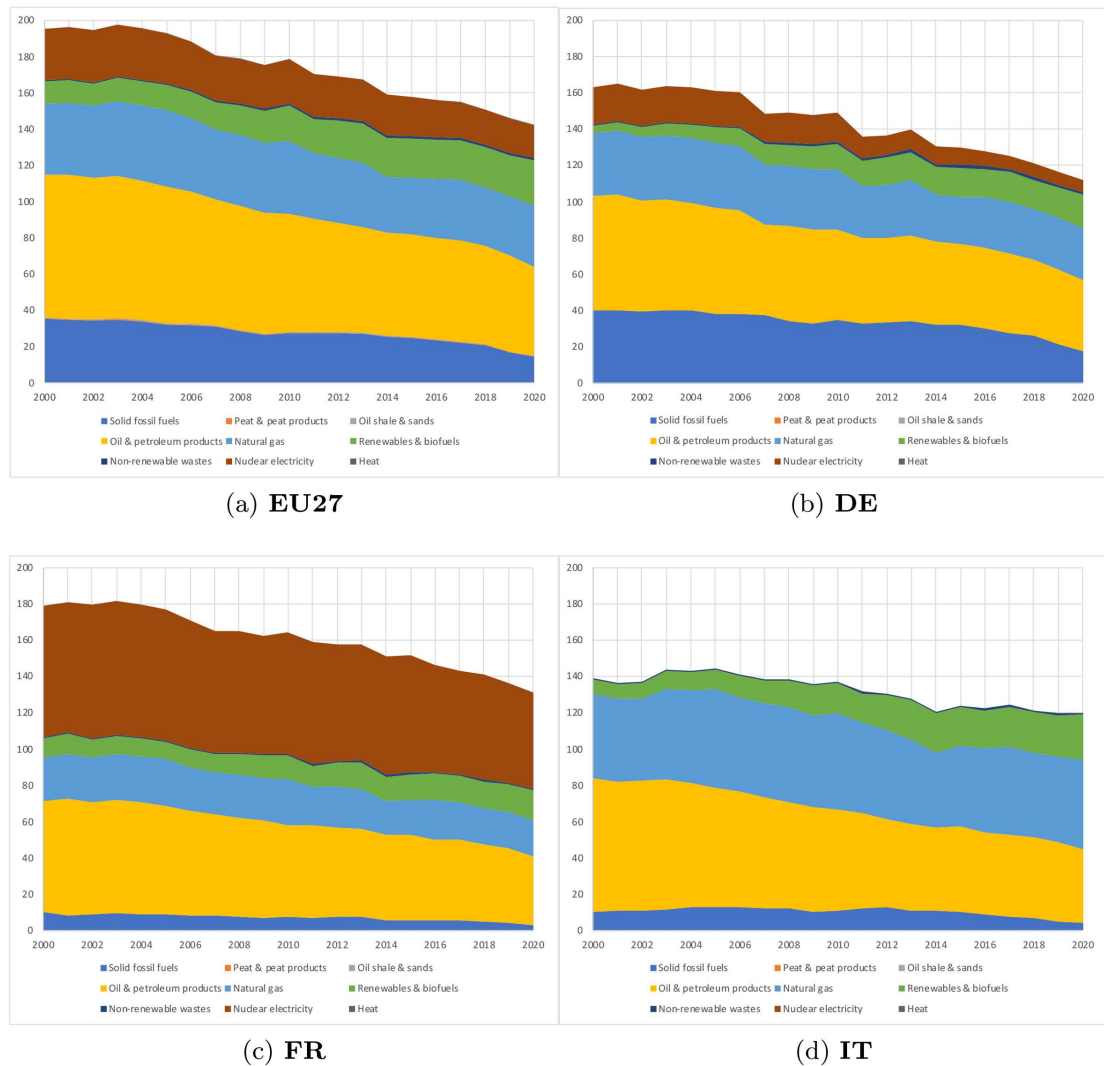 200
180
160
140
120
100
80
60
40
20
0
2000 2002 2004 2006 2008 2010 2012 2014 2016 2018 2020
Solid fossil fuels Peat & peat products Oil shale & sands
Oil & petroleum products Natural gas Renewables & biofuels
Non-renewable wastes Nuclear electricity Heat
(a) EU27
200
180
160
140
120
100
80
60
40
20
0
2000 2002 2004 2006 2008 2010 2012 2014 2016 2018 2020
Solid fossil fuels Peat & peat products Oil shale & sands
Oil & petroleum products Natural gas Renewables & biofuels
Non-renewable wastes Nuclear electricity Heat
(b) DE
200
180
160
140
120
100
80
60
40
20
0
2000 2002 2004 2006 2008 2010 2012 2014 2016 2018 2020
Solid fossil fuels Peat & peat products Oil shale & sands
Oil & petroleum products Natural gas Renewables & biofuels
Non-renewable wastes Nuclear electricity Heat
(c) FR
200
180
160
140
120
100
80
60
40
20
0
2000 2002 2004 2006 2008 2010 2012 2014 2016 2018 2020
Solid fossil fuels Peat & peat products Oil shale & sands
Oil & petroleum products Natural gas Renewables & biofuels
Non-renewable wastes Nuclear electricity Heat
(d) IT